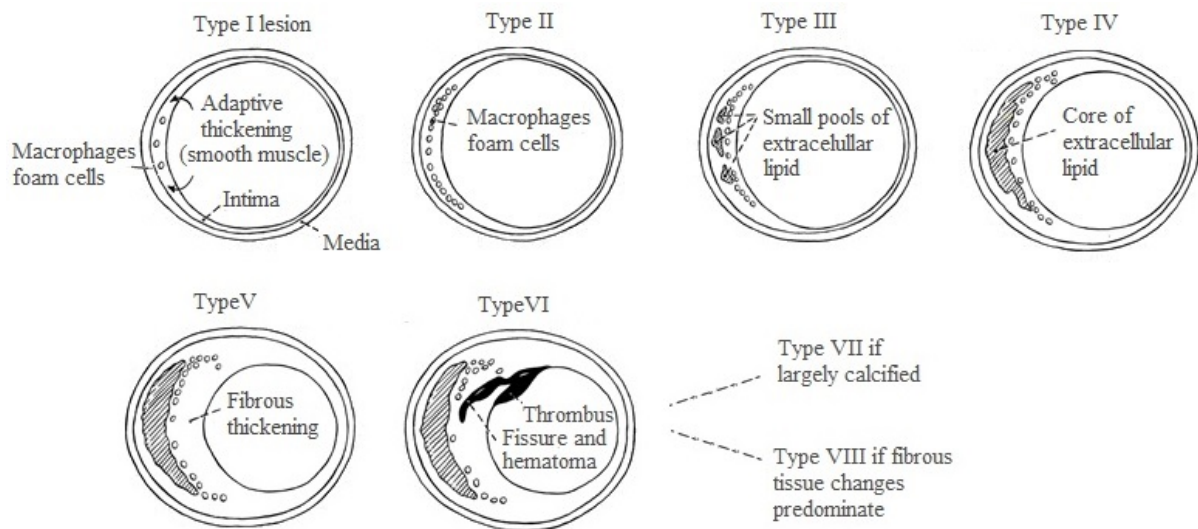 Type I lesion
Type II
Type III
Type IV
Adaptive
thickening
(smooth muscle)
Macrophages
foam cells
Intima
Media
Macrophages
foam cells
Small pools of
extracelullar
lipid
Core of
extracellular
lipid
TypeV
TypeVI
Fibrous
thickening
Thrombus
Fissure and
hematoma
Type VII if
largely calcified
Type VIII if fibrous
tissue changes
predominate